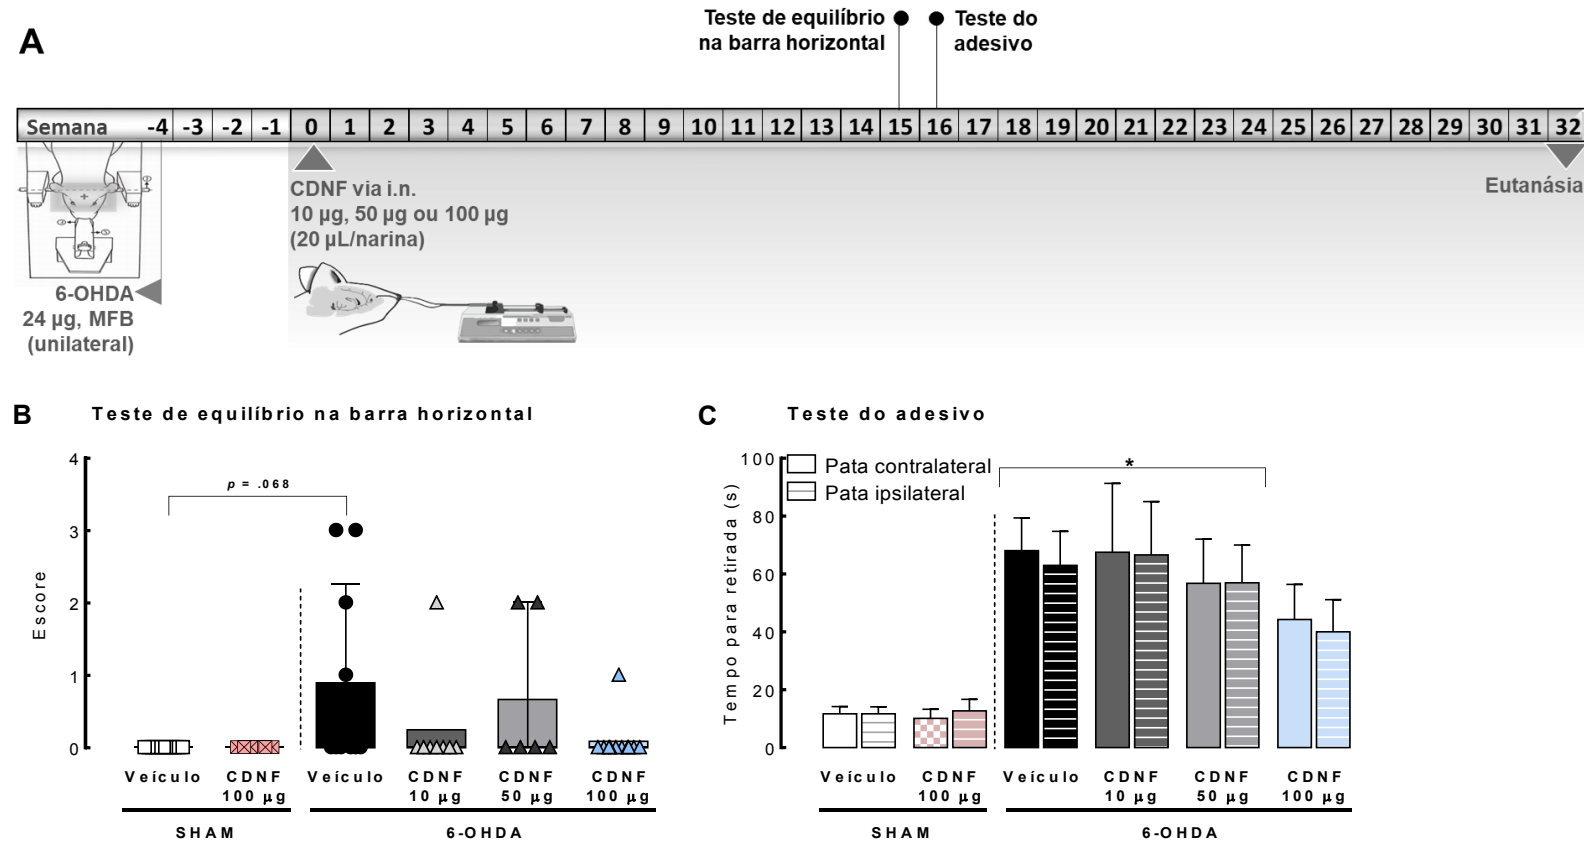 A
Teste de equilíbrio
na barra horizontal
Teste do
adesivo
Semana -4 -3 -2 -1 0 1 2 3 4 5 6 7 8 9 10 11 12 13 14 15 16 17 18 19 20 21 22 23 24 25 26 27 28 29 30 31 32
CDNF via i.n.
10 µg, 50 µg ou 100 µg
(20 µL/narina)
Eutanásia
6-OHDA
24 µg, MFB
(unilateral)
B Teste de equilíbrio na barra horizontal
Escore
4
3
2
1
0
p = .068
Veículo CDNF Veículo CDNF CDNF CDNF
100 µg 10 µg 50 µg 100 µg
SHAM 6-OHDA
C Teste do adesivo
Tempo para retirada (s)
100
80
60
40
20
0
Pata contralateral
Pata ipsilateral
*
Veículo CDNF Veículo CDNF CDNF CDNF
100 µg 10 µg 50 µg 100 µg
SHAM 6-OHDA